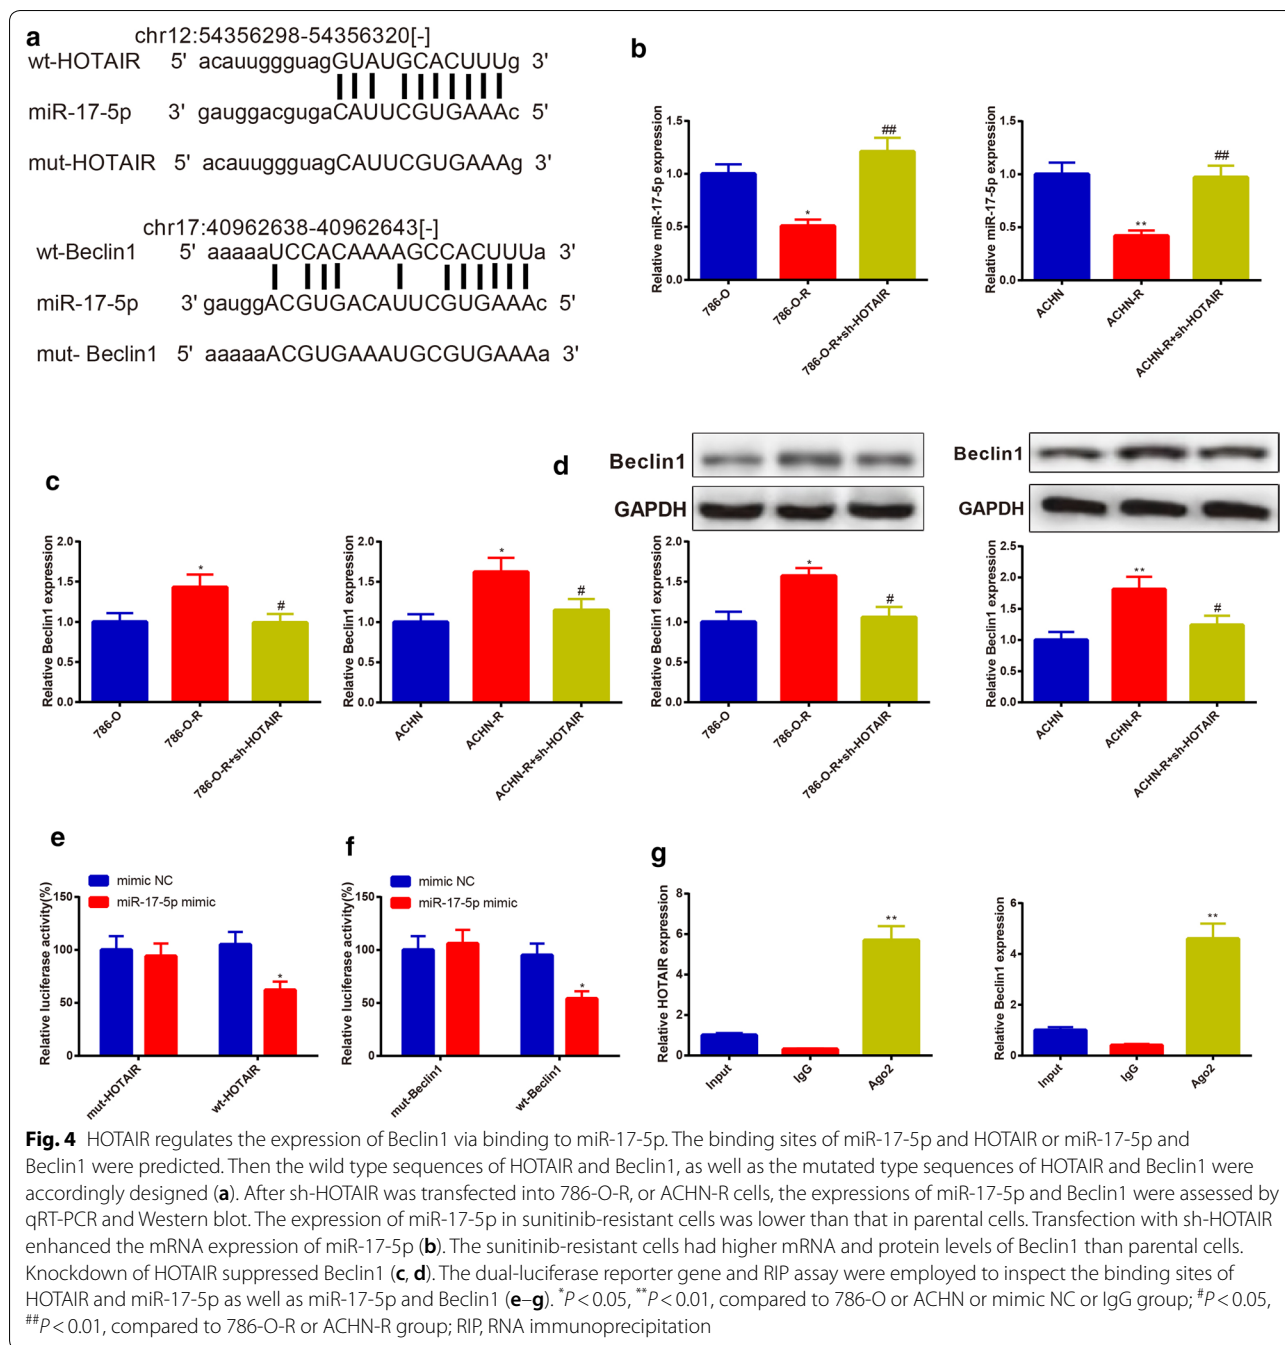 a
chr12:54356298-54356320[-]
wt-HOTAIR 5' acauuggguagGUAUGCACUUUg 3'
miR-17-5p 3' gauggacgugaCAUUCGUGAAAc 5'
mut-HOTAIR 5' acauuggguagCAUUCGUGAAAg 3'
chr17:40962638-40962643[-]
wt-Beclin1 5' aaaaaUCCACAAAAGCCACUUUa 3'
miR-17-5p 3' gauggACGUGACAUUCGUGAAAc 5'
mut- Beclin1 5' aaaaaACGUGAAAUGCGUGAAAa 3'
b
Relative miR-17-5p expression
1.5
1.0
0.5
0.0
*
##
786-O
786-O-R
786-O-R+sh-HOTAIR
Relative miR-17-5p expression
1.5
1.0
0.5
0.0
**
##
ACHN
ACHN-R
ACHN-R+sh-HOTAIR
c
Relative Beclin1 expression
2.0
1.5
1.0
0.5
0.0
*
#
786-O
786-O-R
786-O-R+sh-HOTAIR
Relative Beclin1 expression
2.0
1.5
1.0
0.5
0.0
*
#
ACHN
ACHN-R
ACHN-R+sh-HOTAIR
d
Beclin1
GAPDH
Relative Beclin1 expression
2.0
1.5
1.0
0.5
0.0
*
#
786-O
786-O-R
786-O-R+sh-HOTAIR
Beclin1
GAPDH
Relative Beclin1 expression
2.5
2.0
1.5
1.0
0.5
0.0
**
#
ACHN
ACHN-R
ACHN-R+sh-HOTAIR
e
mimic NC
miR-17-5p mimic
Relative luciferase activity(%)
150
100
50
0
*
mut-HOTAIR
wt-HOTAIR
f
mimic NC
miR-17-5p mimic
Relative luciferase activity(%)
150
100
50
0
*
mut-Beclin1
wt-Beclin1
g
Relative HOTAIR expression
8
6
4
2
0
**
Input
IgG
Ago2
Relative Beclin1 expression
6
4
2
0
**
Input
IgG
Ago2
Fig. 4 HOTAIR regulates the expression of Beclin1 via binding to miR-17-5p. The binding sites of miR-17-5p and HOTAIR or miR-17-5p and
Beclin1 were predicted. Then the wild type sequences of HOTAIR and Beclin1, as well as the mutated type sequences of HOTAIR and Beclin1 were
accordingly designed (a). After sh-HOTAIR was transfected into 786-O-R, or ACHN-R cells, the expressions of miR-17-5p and Beclin1 were assessed by
qRT-PCR and Western blot. The expression of miR-17-5p in sunitinib-resistant cells was lower than that in parental cells. Transfection with sh-HOTAIR
enhanced the mRNA expression of miR-17-5p (b). The sunitinib-resistant cells had higher mRNA and protein levels of Beclin1 than parental cells.
Knockdown of HOTAIR suppressed Beclin1 (c, d). The dual-luciferase reporter gene and RIP assay were employed to inspect the binding sites of
HOTAIR and miR-17-5p as well as miR-17-5p and Beclin1 (e–g). *P < 0.05, **P < 0.01, compared to 786-O or ACHN or mimic NC or IgG group; #P < 0.05,
##P < 0.01, compared to 786-O-R or ACHN-R group; RIP, RNA immunoprecipitation